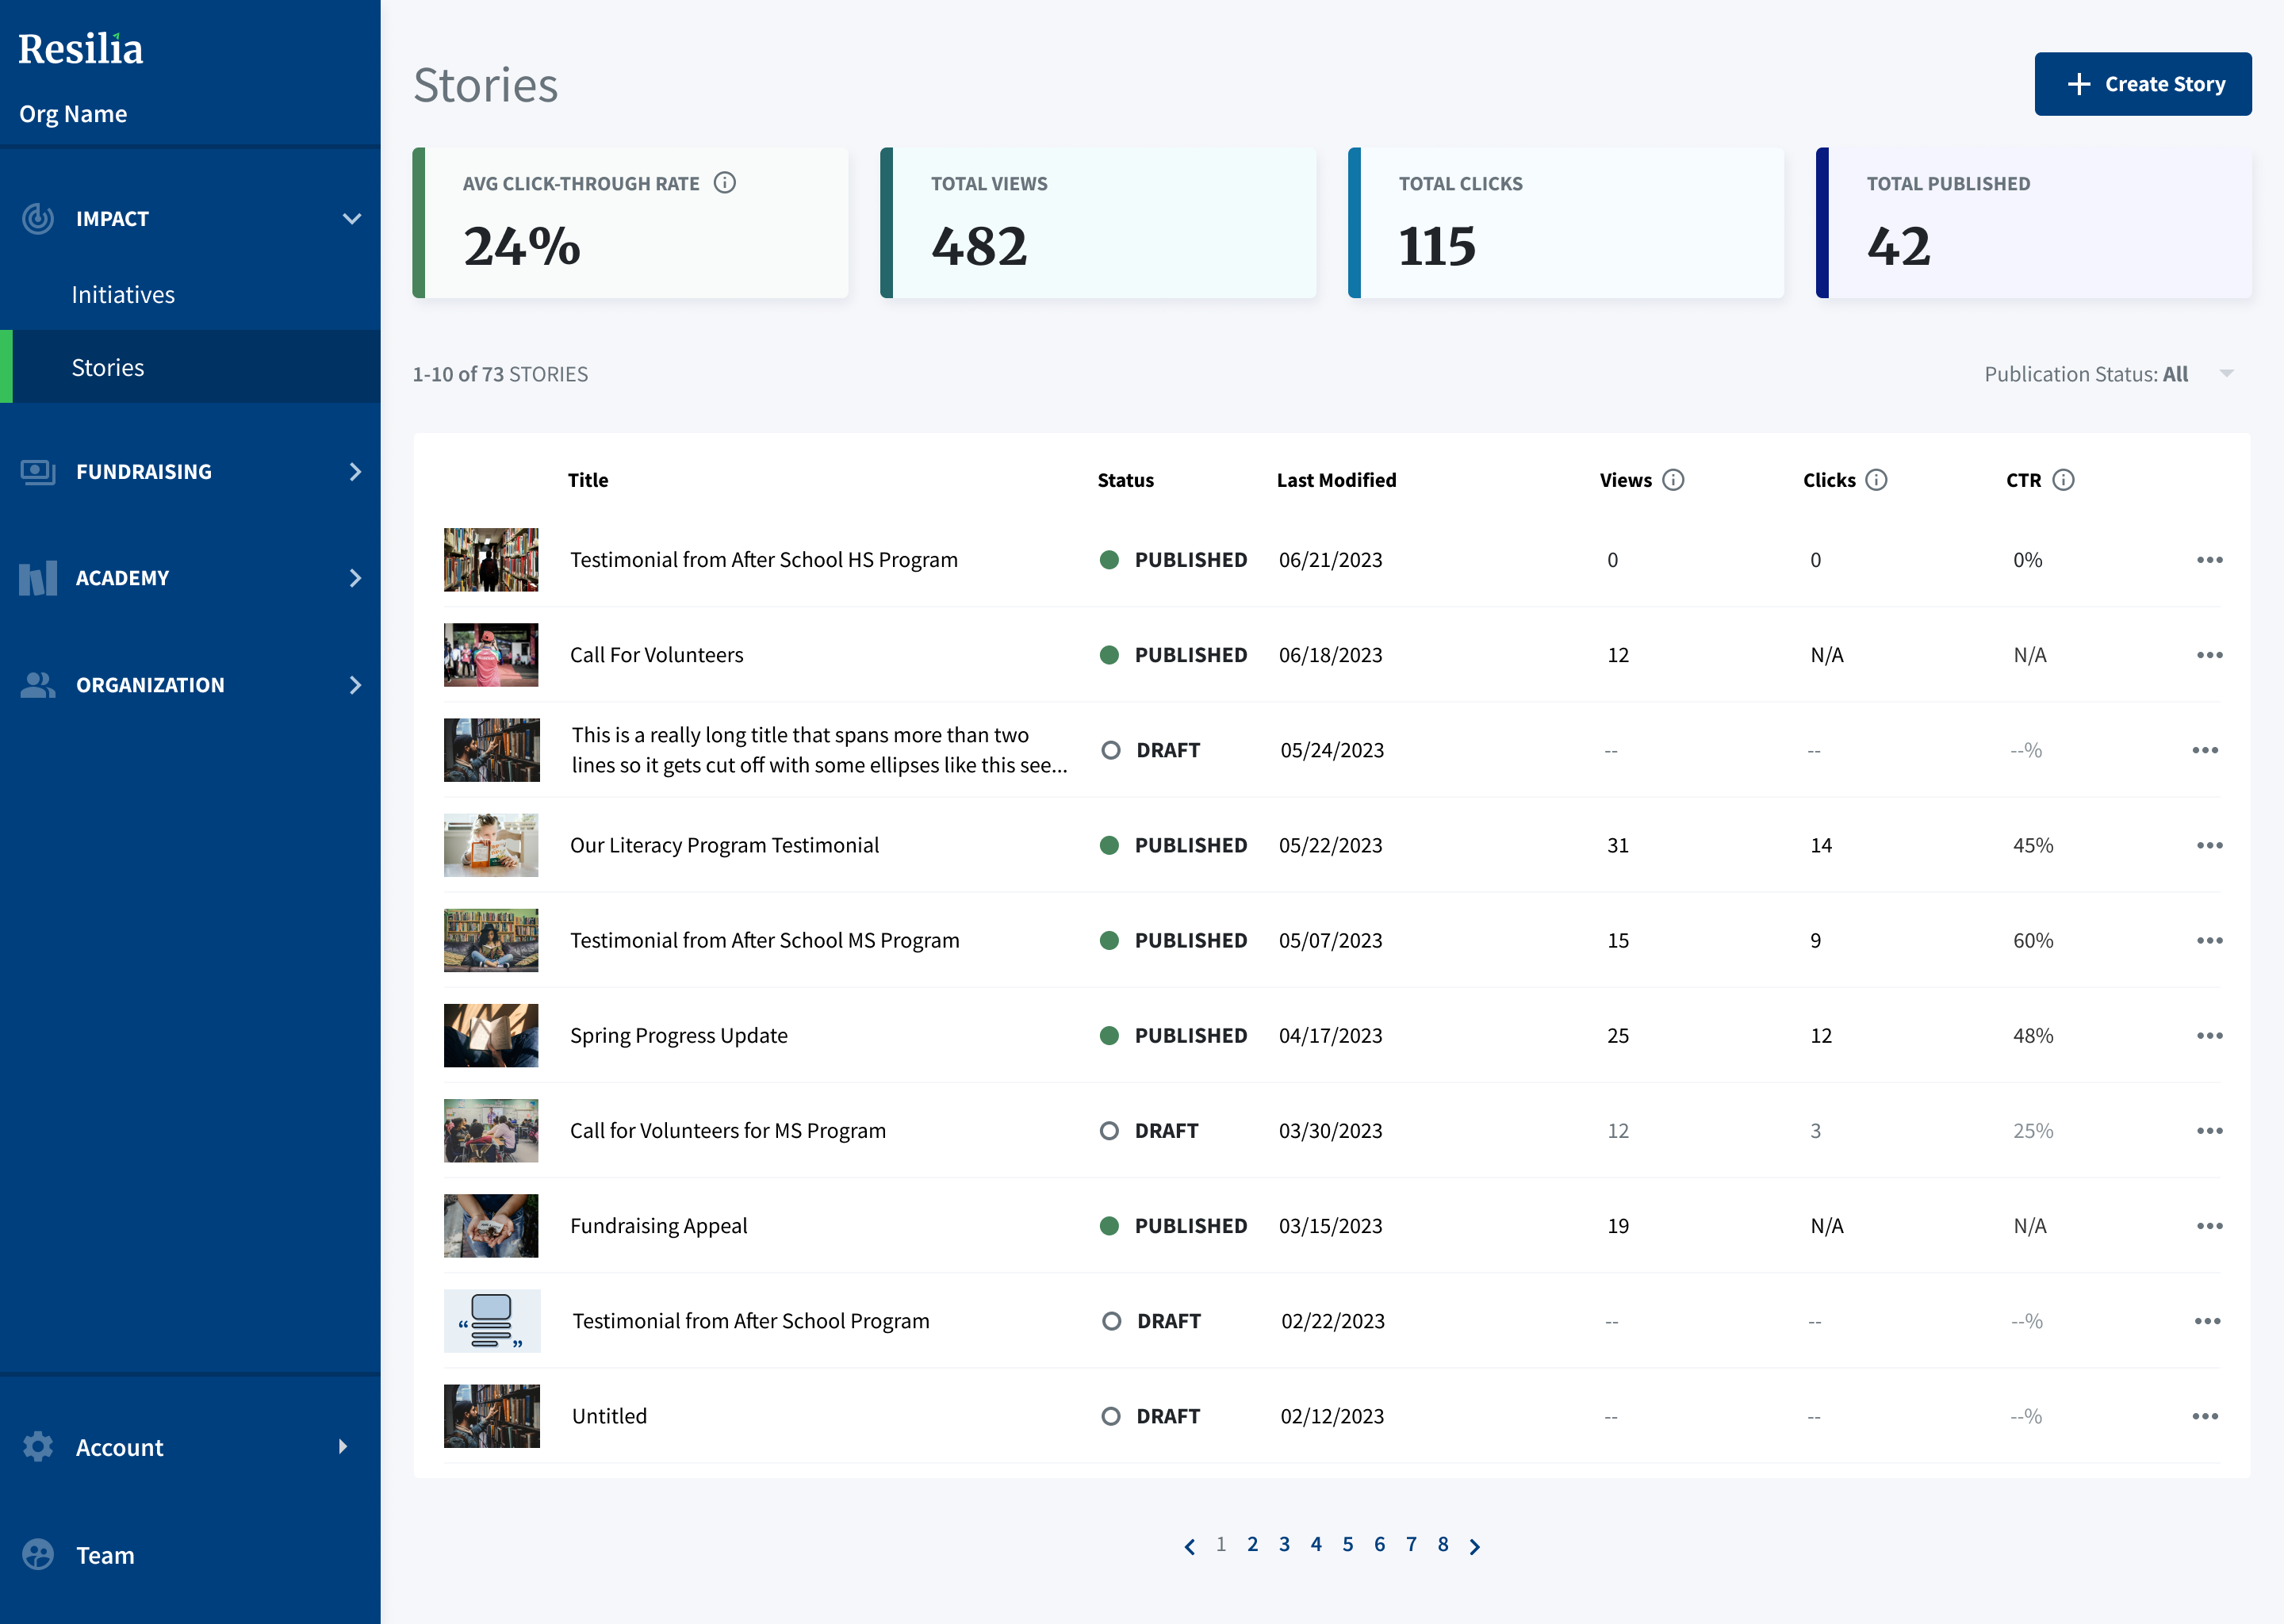 Resilia
Org Name
IMPACT
Initiatives
Stories
FUNDRAISING
ACADEMY
ORGANIZATION
Account
Team
Stories
Create Story
AVG CLICK-THROUGH RATE
24%
TOTAL VIEWS
482
TOTAL CLICKS
115
TOTAL PUBLISHED
42
1-10 of 73 STORIES
Publication Status: All
Title Status Last Modified Views Clicks CTR
Testimonial from After School HS Program PUBLISHED 06/21/2023 0 0 0%
Call For Volunteers PUBLISHED 06/18/2023 12 N/A N/A
This is a really long title that spans more than two
lines so it gets cut off with some ellipses like this see...
DRAFT 05/24/2023 -- -- --%
Our Literacy Program Testimonial PUBLISHED 05/22/2023 31 14 45%
Testimonial from After School MS Program PUBLISHED 05/07/2023 15 9 60%
Spring Progress Update PUBLISHED 04/17/2023 25 12 48%
Call for Volunteers for MS Program DRAFT 03/30/2023 12 3 25%
Fundraising Appeal PUBLISHED 03/15/2023 19 N/A N/A
Testimonial from After School Program DRAFT 02/22/2023 -- -- --%
Untitled DRAFT 02/12/2023 -- -- --%
1 2 3 4 5 6 7 8